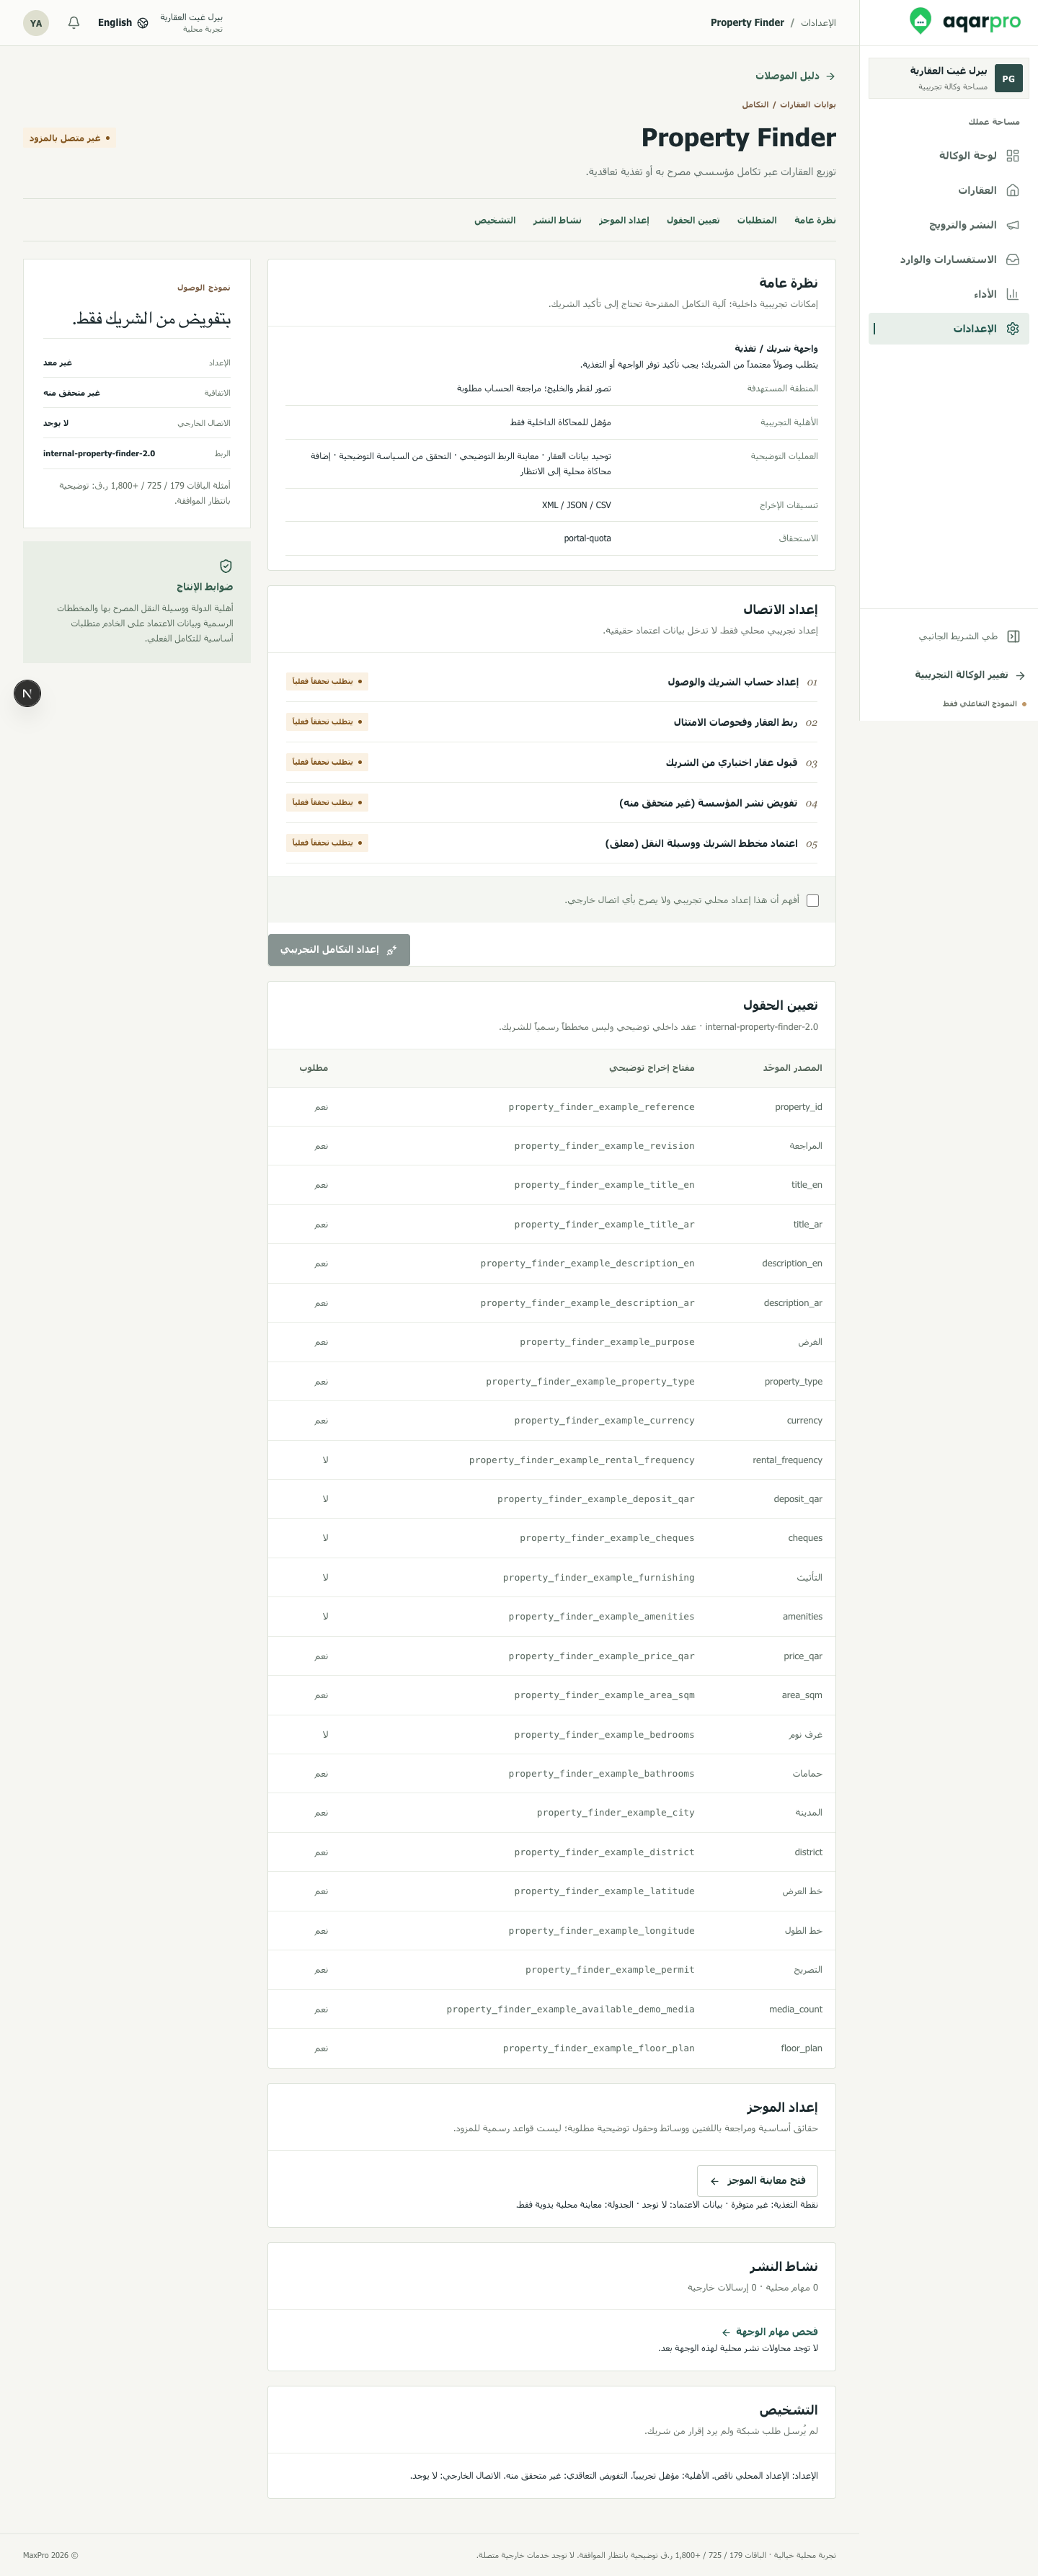 aqarpro
PG
بيرل غيت العقارية
مساحة وكالة تجريبية
مساحة عملك
لوحة الوكالة
العقارات
النشر والترويج
الاستفسارات والوارد
الأداء
الإعدادات
طي الشريط الجانبي
تغيير الوكالة التجريبية
النموذج التفاعلي فقط
الإعدادات / Property Finder
بيرل غيت العقارية
تجربة محلية
English
YA
دليل الموصلات
بوابات العقارات / التكامل
Property Finder
غير متصل بالمزود
توزيع العقارات عبر تكامل مؤسسي مصرح به أو تغذية تعاقدية.
نظرة عامة
المتطلبات
تعيين الحقول
إعداد الموجز
نشاط النشر
التشخيص
نظرة عامة
إمكانات تجريبية داخلية؛ آلية التكامل المقترحة تحتاج إلى تأكيد الشريك.
واجهة شريك / تغذية
يتطلب وصولاً معتمداً من الشريك؛ يجب تأكيد توفر الواجهة أو التغذية.
المنطقة المستهدفة
تصور لقطر والخليج؛ مراجعة الحساب مطلوبة
الأهلية التجريبية
مؤهل للمحاكاة الداخلية فقط
العمليات التوضيحية
توحيد بيانات العقار · معاينة الربط التوضيحي · التحقق من السياسة التوضيحية · إضافة
محاكاة محلية إلى الانتظار
تنسيقات الإخراج
XML / JSON / CSV
الاستحقاق
portal-quota
نموذج الوصول
بتفويض من الشريك فقط.
الإعداد
غير معد
الاتفاقية
غير متحقق منه
الاتصال الخارجي
لا يوجد
الربط
internal-property-finder-2.0
أمثلة الباقات 179 / 725 / +1,800 ر.ق: توضيحية
بانتظار الموافقة.
ضوابط الإنتاج
أهلية الدولة ووسيلة النقل المصرح بها والمخططات
الرسمية وبيانات الاعتماد على الخادم متطلبات
أساسية للتكامل الفعلي.
إعداد الاتصال
إعداد تجريبي محلي فقط. لا تدخل بيانات اعتماد حقيقية.
01
إعداد حساب الشريك والوصول
يتطلب تحققاً فعلياً
02
ربط العقار وفحوصات الامتثال
يتطلب تحققاً فعلياً
03
قبول عقار اختباري من الشريك
يتطلب تحققاً فعلياً
04
تفويض نشر المؤسسة (غير متحقق منه)
يتطلب تحققاً فعلياً
05
اعتماد مخطط الشريك ووسيلة النقل (معلق)
يتطلب تحققاً فعلياً
أفهم أن هذا إعداد محلي تجريبي ولا يصرح بأي اتصال خارجي.
إعداد التكامل التجريبي
تعيين الحقول
internal-property-finder-2.0 · عقد داخلي توضيحي وليس مخططاً رسمياً للشريك.
المصدر الموحّد
مفتاح إخراج توضيحي
مطلوب
property_id
property_finder_example_reference
نعم
المراجعة
property_finder_example_revision
نعم
title_en
property_finder_example_title_en
نعم
title_ar
property_finder_example_title_ar
نعم
description_en
property_finder_example_description_en
نعم
description_ar
property_finder_example_description_ar
نعم
الغرض
property_finder_example_purpose
نعم
property_type
property_finder_example_property_type
نعم
currency
property_finder_example_currency
نعم
rental_frequency
property_finder_example_rental_frequency
لا
deposit_qar
property_finder_example_deposit_qar
لا
cheques
property_finder_example_cheques
لا
التأثيث
property_finder_example_furnishing
لا
amenities
property_finder_example_amenities
لا
price_qar
property_finder_example_price_qar
نعم
area_sqm
property_finder_example_area_sqm
نعم
غرف نوم
property_finder_example_bedrooms
لا
حمامات
property_finder_example_bathrooms
نعم
المدينة
property_finder_example_city
نعم
district
property_finder_example_district
نعم
خط العرض
property_finder_example_latitude
نعم
خط الطول
property_finder_example_longitude
نعم
التصريح
property_finder_example_permit
نعم
media_count
property_finder_example_available_demo_media
نعم
floor_plan
property_finder_example_floor_plan
نعم
إعداد الموجز
حقائق أساسية ومراجعة باللغتين ووسائط وحقول توضيحية مطلوبة؛ ليست قواعد رسمية للمزود.
فتح معاينة الموجز
نقطة التغذية: غير متوفرة · بيانات الاعتماد: لا توجد · الجدولة: معاينة محلية يدوية فقط.
نشاط النشر
0 مهام محلية · 0 إرسالات خارجية
فحص مهام الوجهة
لا توجد محاولات نشر محلية لهذه الوجهة بعد.
التشخيص
لم يُرسل طلب شبكة ولم يرد إقرار من شريك.
الإعداد: الإعداد المحلي ناقص. الأهلية: مؤهل تجريبياً. التفويض التعاقدي: غير متحقق منه. الاتصال الخارجي: لا يوجد.
تجربة محلية خيالية · الباقات 179 / 725 / +1,800 ر.ق توضيحية بانتظار الموافقة. لا توجد خدمات خارجية متصلة.
© 2026 MaxPro